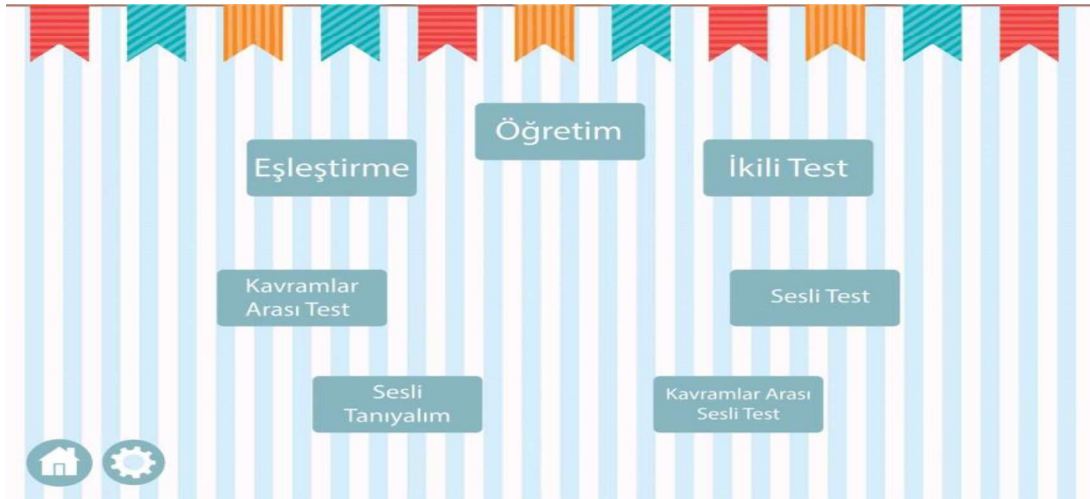 Öğretim
Eşleştirme
İkili Test
Kavramlar
Arası Test
Sesli Test
Sesli
Tanıyalım
Kavramlar Arası
Sesli Test